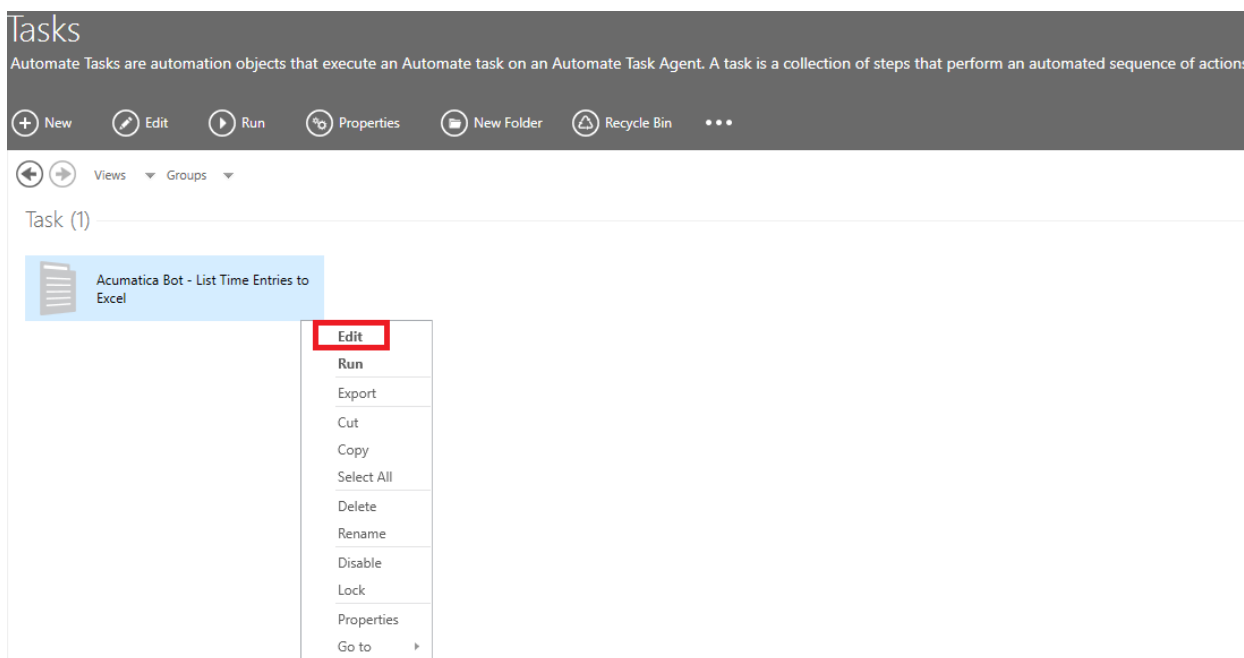 Tasks
Automate Tasks are automation objects that execute an Automate task on an Automate Task Agent. A task is a collection of steps that perform an automated sequence of actions
New Edit Run Properties New Folder Recycle Bin •••
Views Groups
Task (1)
Acumatica Bot - List Time Entries to
Excel
Edit
Run
Export
Cut
Copy
Select All
Delete
Rename
Disable
Lock
Properties
Go to